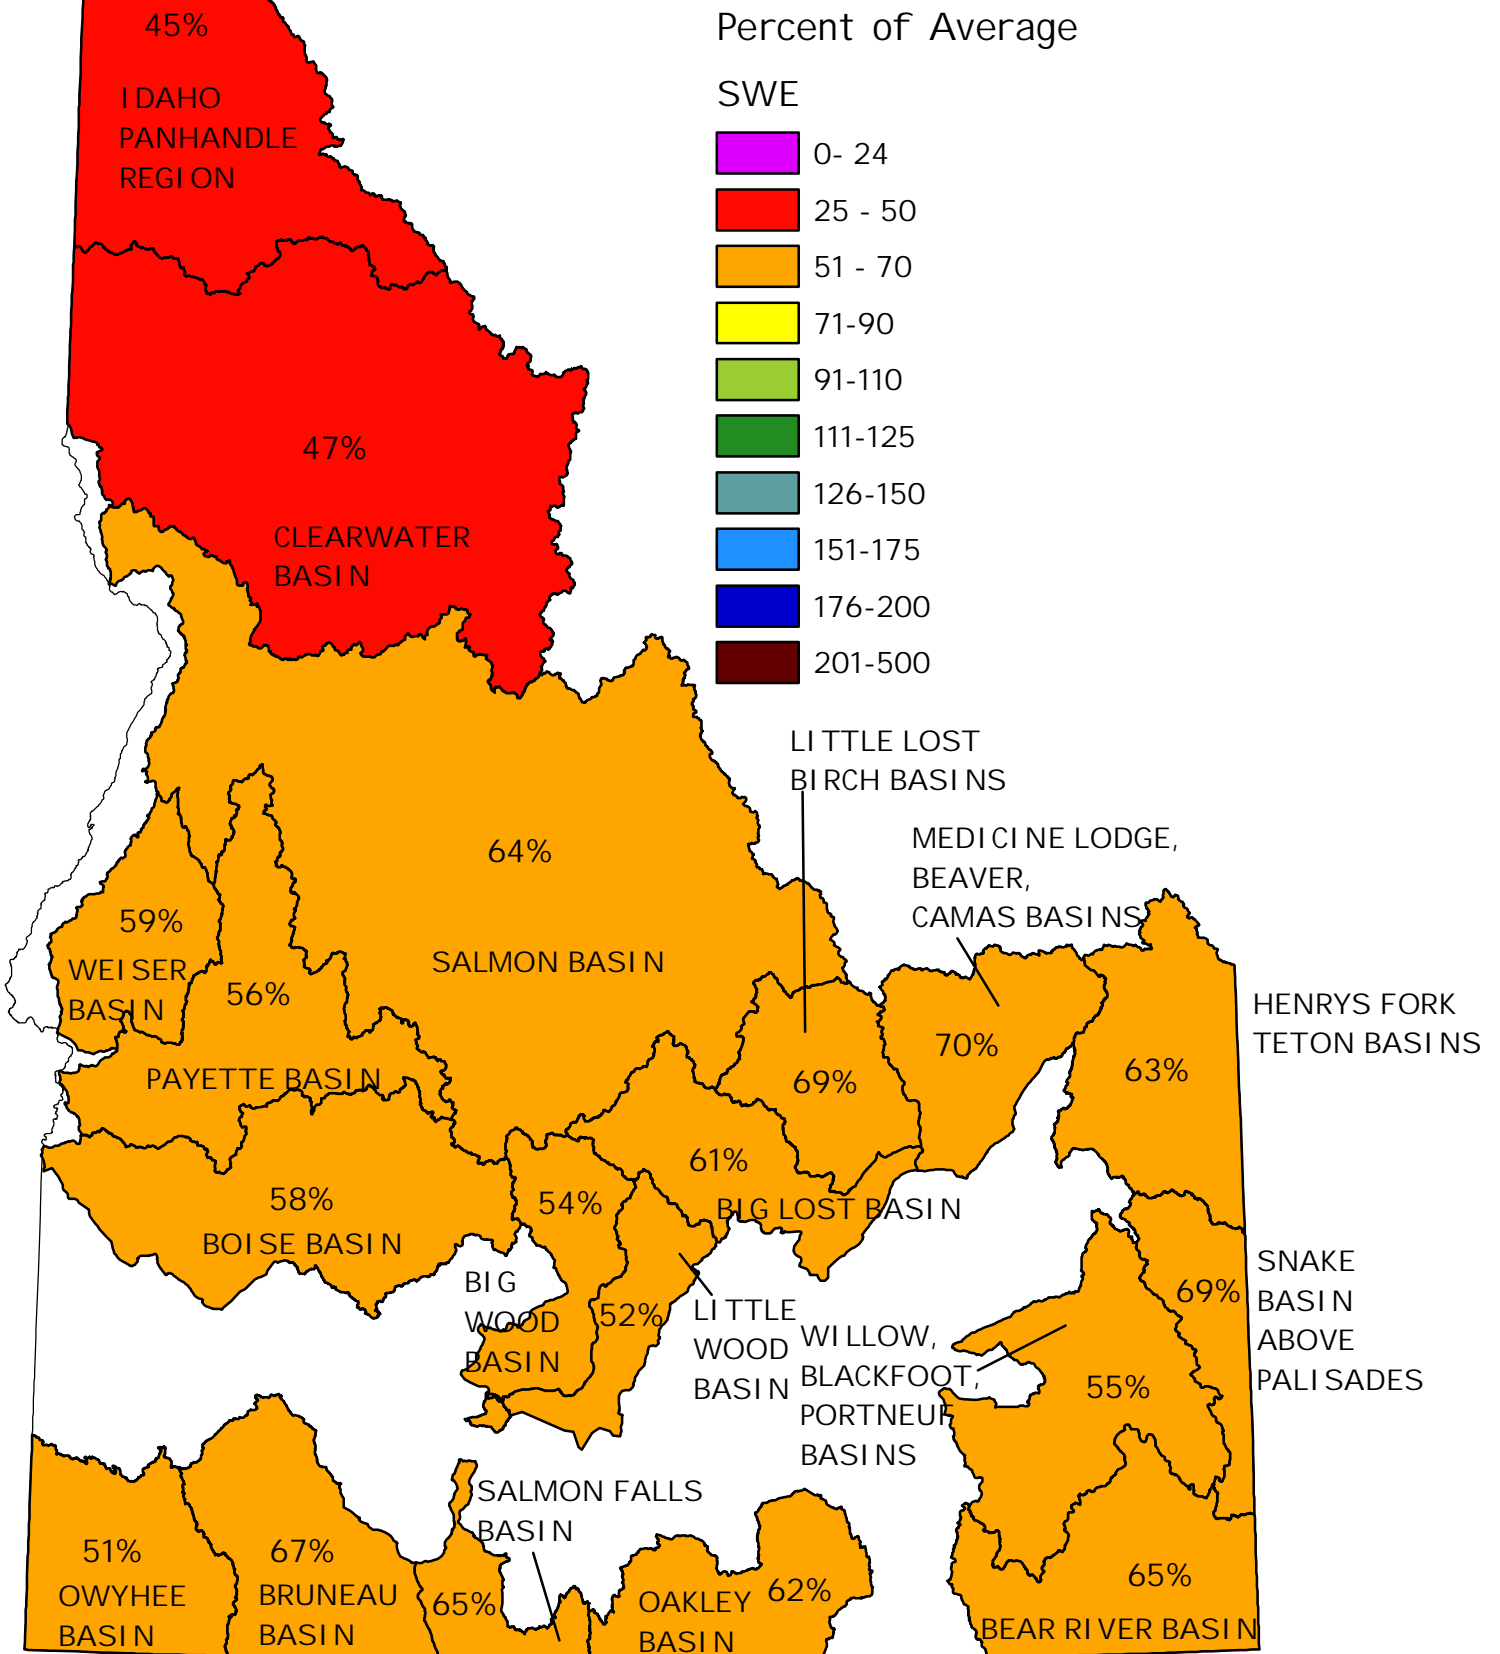 45%
IDAHO
PANHANDLE
REGION
Percent of Average
SWE
0- 24
25 - 50
51 - 70
71-90
91-110
111-125
126-150
151-175
176-200
201-500
47%
CLEARWATER
BASIN
LITTLE LOST
BIRCH BASINS
MEDICINE LODGE,
BEAVER,
CAMAS BASINS
64%
SALMON BASIN
59%
WEISER
BASIN
56%
PAYETTE BASIN
70%
69%
63%
HENRYS FORK
TETON BASINS
61%
BIG LOST BASIN
58%
BOISE BASIN
54%
BIG
WOOD
BASIN
52%
LITTLE
WOOD
BASIN
WILLOW,
BLACKFOOT,
PORTNEUF
BASINS
55%
69%
SNAKE
BASIN
ABOVE
PALISADES
SALMON FALLS
BASIN
51%
OWYHEE
BASIN
67%
BRUNEAU
BASIN
65%
OAKLEY
BASIN
62%
65%
BEAR RIVER BASIN